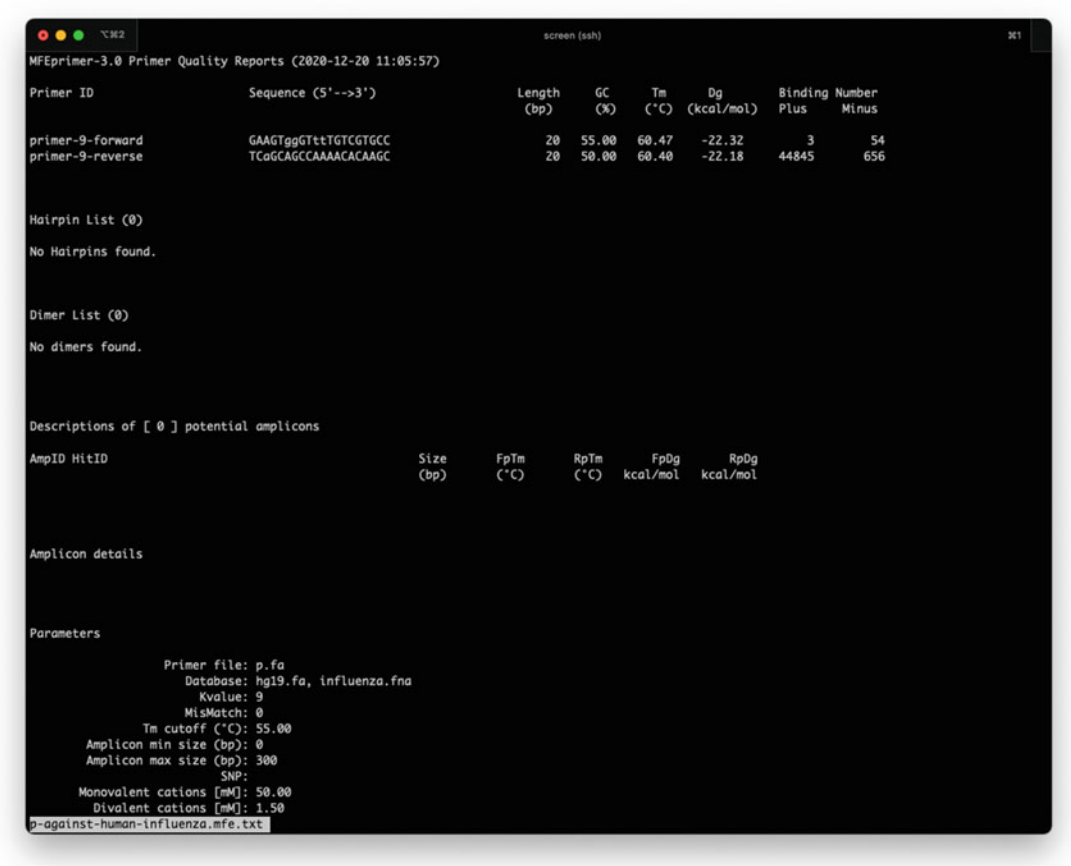 ⌥⌘2 screen (ssh) ⌘1
MFEprimer-3.0 Primer Quality Reports (2020-12-20 11:05:57)
Primer ID Sequence (5'-->3') Length GC Tm Dg Binding Number
(bp) (%) (°C) (kcal/mol) Plus Minus
primer-9-forward GAAGTggGTttTGTCGTGCC 20 55.00 60.47 -22.32 3 54
primer-9-reverse TCaGCAGCCAAAACACAAGC 20 50.00 60.40 -22.18 44845 656
Hairpin List (0)
No Hairpins found.
Dimer List (0)
No dimers found.
Descriptions of [ 0 ] potential amplicons
AmpID HitID Size FpTm RpTm FpDg RpDg
(bp) (°C) (°C) kcal/mol kcal/mol
Amplicon details
Parameters
Primer file: p.fa
Database: hg19.fa, influenza.fna
Kvalue: 9
MisMatch: 0
Tm cutoff (°C): 55.00
Amplicon min size (bp): 0
Amplicon max size (bp): 300
SNP:
Monovalent cations [mM]: 50.00
Divalent cations [mM]: 1.50
p-against-human-influenza.mfe.txt